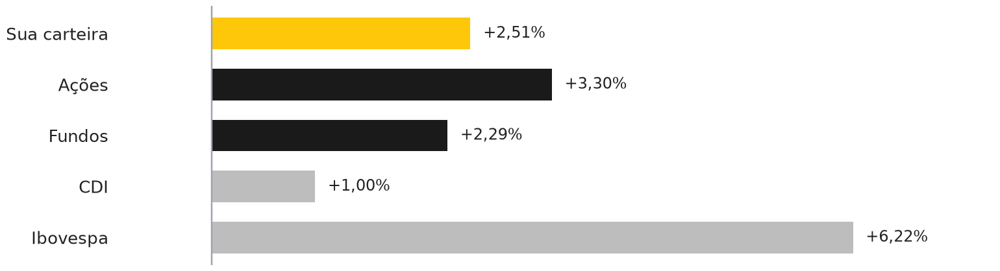 Sua carteira +2,51%
Ações +3,30%
Fundos +2,29%
CDI +1,00%
Ibovespa +6,22%